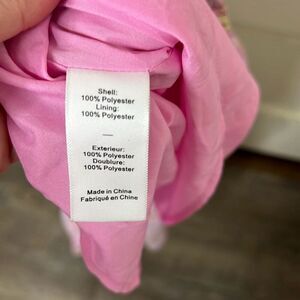 Shell:
100% Polyester
Lining:
100% Polyester
—
Exterieur:
100% Polyester
Doublure:
100% Polyester
Made in China
Fabriqué en Chine